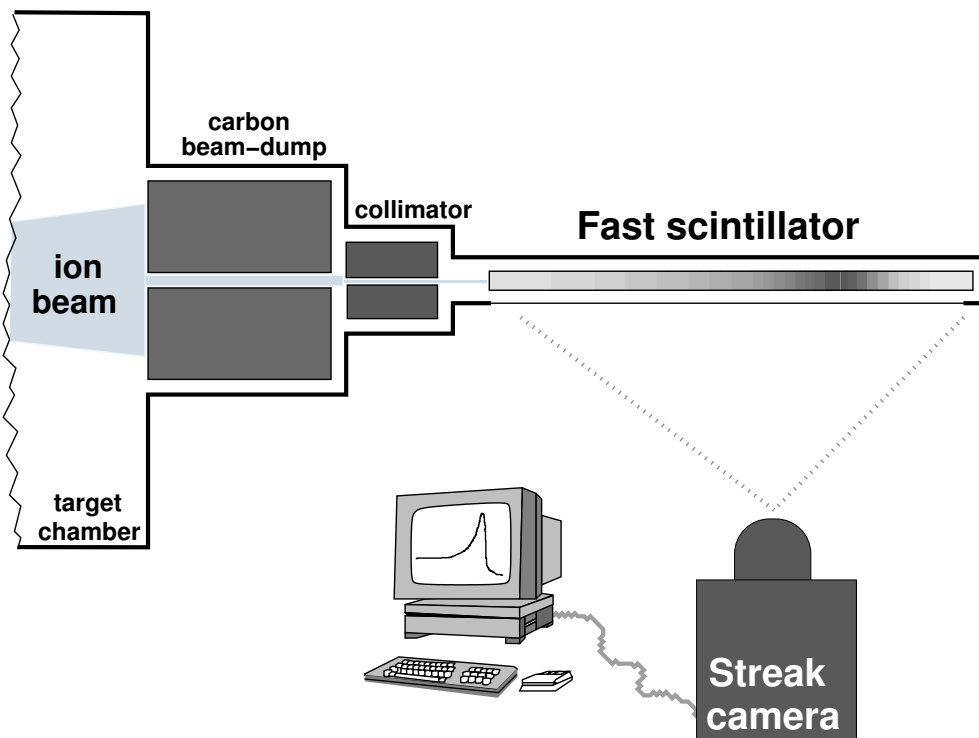 carbon
beam–dump
collimator
Fast scintillator
ion
beam
target
chamber
Streak
camera